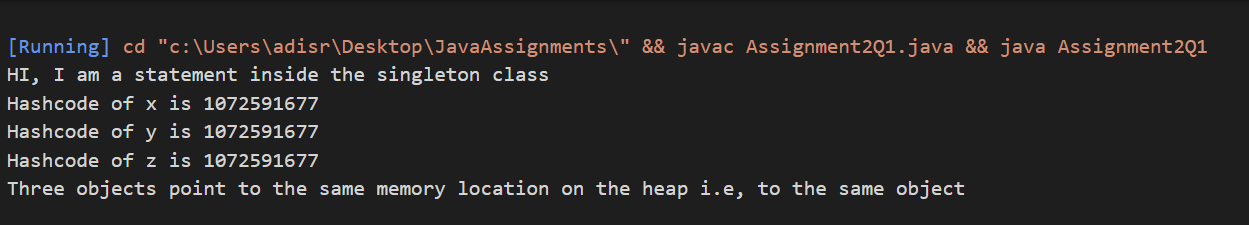 [Running] cd "c:\Users\adisr\Desktop\JavaAssignments\" && javac Assignment2Q1.java && java Assignment2Q1
HI, I am a statement inside the singleton class
Hashcode of x is 1072591677
Hashcode of y is 1072591677
Hashcode of z is 1072591677
Three objects point to the same memory location on the heap i.e, to the same object